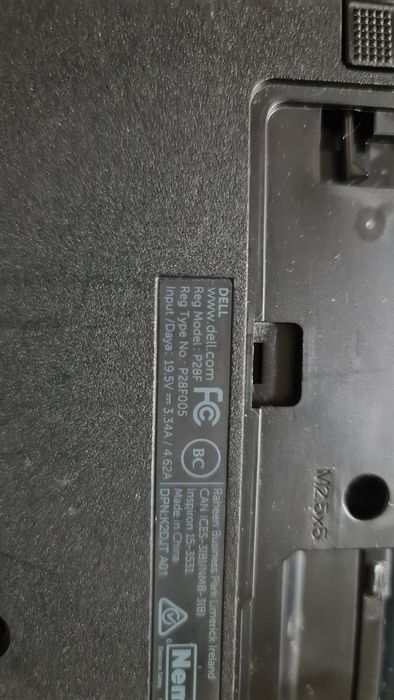 DELL
www.dell.com
Reg Model : P28F
Reg Type No.: P28F005
Input /Daya : 19.5V 3.34A / 4.62A
FC
BC
Raheen Business Park Limerick Ireland
CAN ICES-3(B)/NMB-3(B)
Inspiron 15-3531
Made in China
DPN:K2DJT A01
M2.5x5